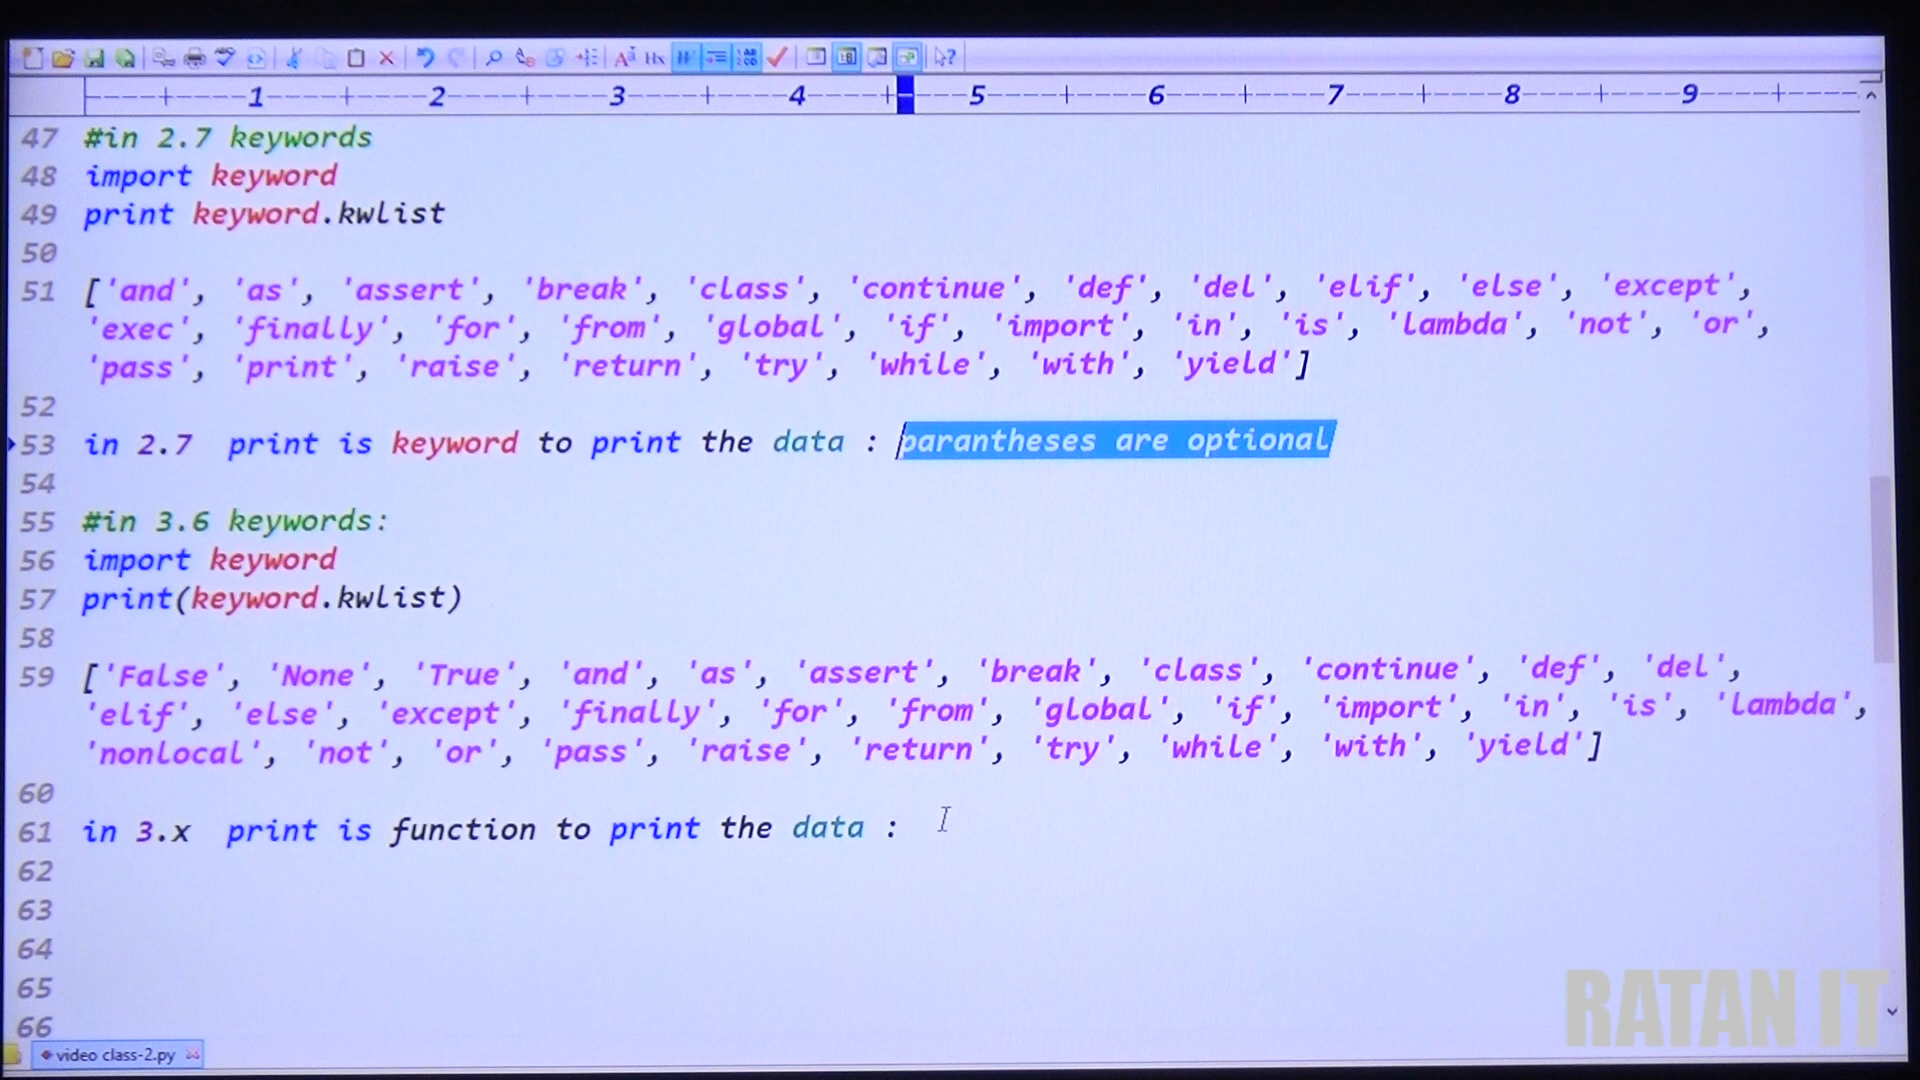 1 2 3 4 5 6 7 8 9
47 #in 2.7 keywords
48 import keyword
49 print keyword.kwlist
50
51 ['and', 'as', 'assert', 'break', 'class', 'continue', 'def', 'del', 'elif', 'else', 'except',
'exec', 'finally', 'for', 'from', 'global', 'if', 'import', 'in', 'is', 'lambda', 'not', 'or',
'pass', 'print', 'raise', 'return', 'try', 'while', 'with', 'yield']
52
53 in 2.7 print is keyword to print the data : parantheses are optional
54
55 #in 3.6 keywords:
56 import keyword
57 print(keyword.kwlist)
58
59 ['False', 'None', 'True', 'and', 'as', 'assert', 'break', 'class', 'continue', 'def', 'del',
'elif', 'else', 'except', 'finally', 'for', 'from', 'global', 'if', 'import', 'in', 'is', 'lambda',
'nonlocal', 'not', 'or', 'pass', 'raise', 'return', 'try', 'while', 'with', 'yield']
60
61 in 3.x print is function to print the data :
62
63
64
65
66
RATAN IT
video class-2.py